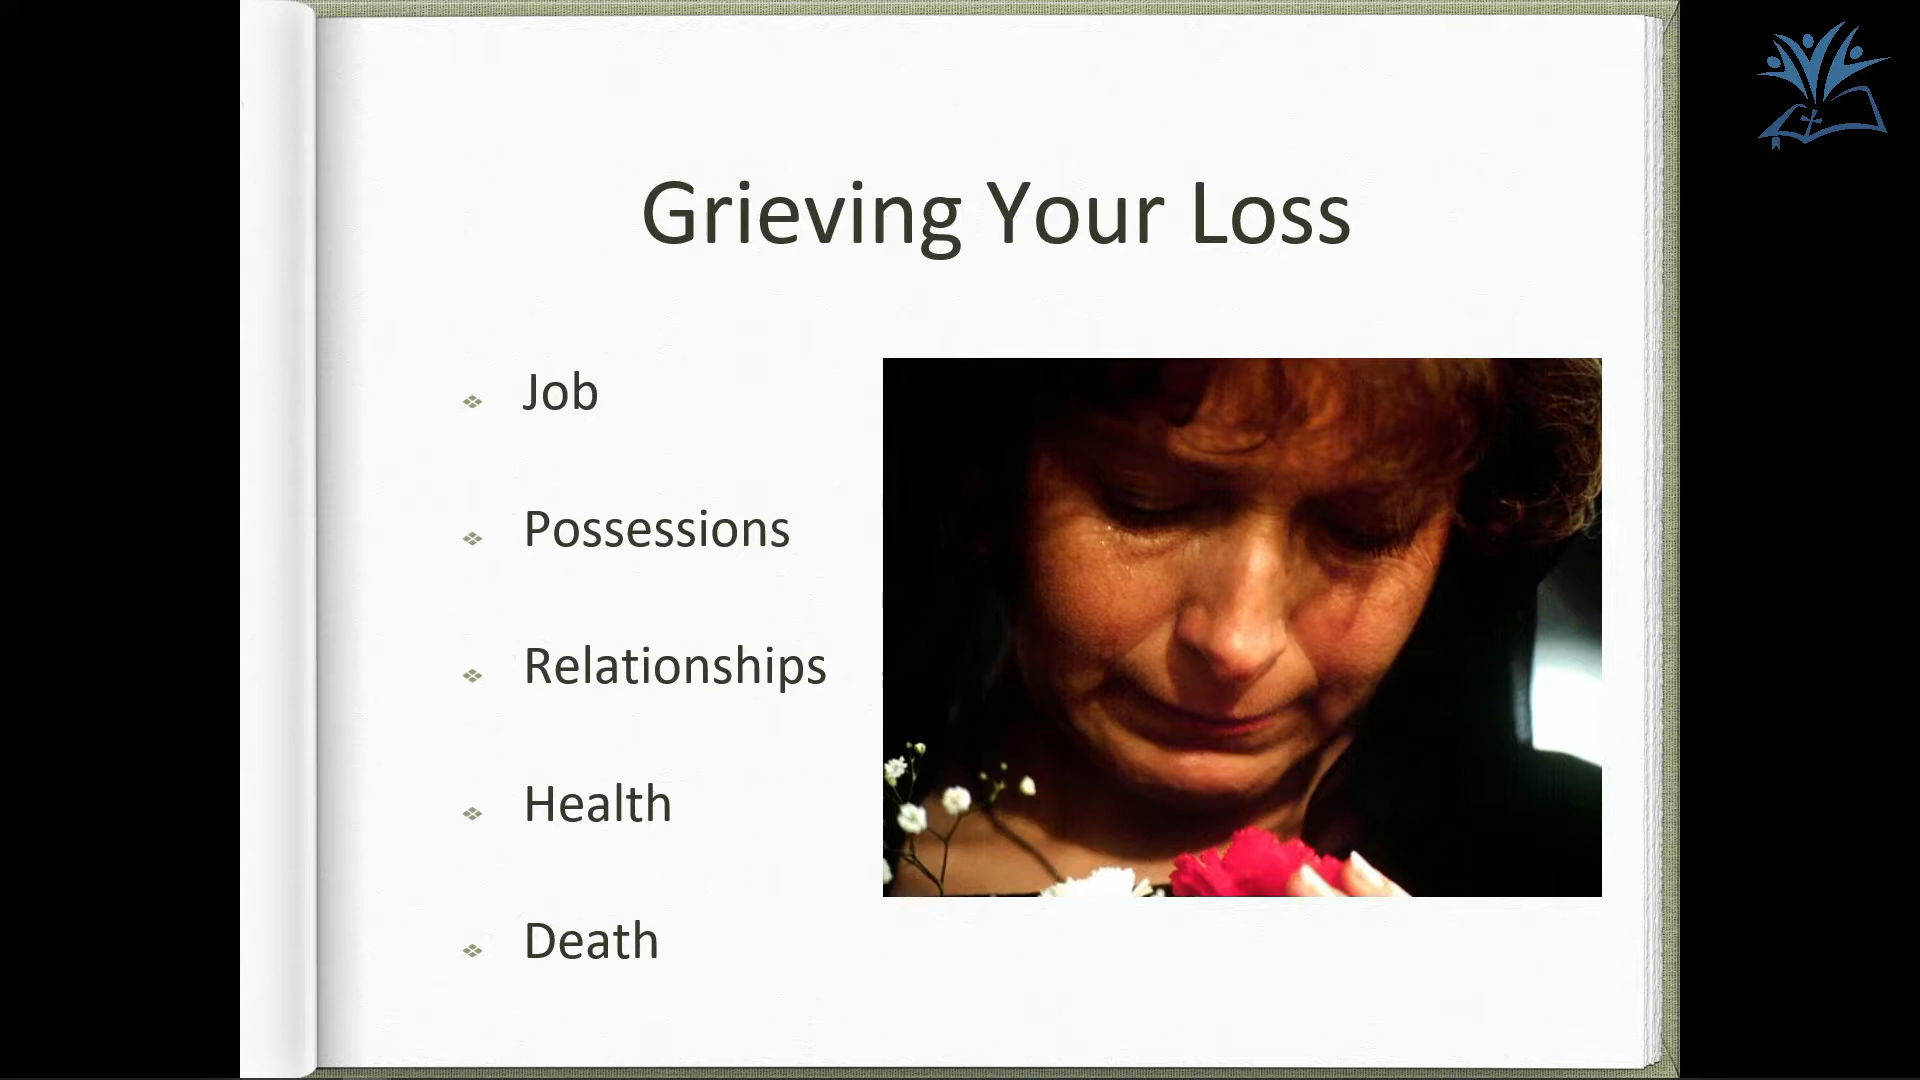 Grieving Your Loss
Job
Possessions
Relationships
Health
Death